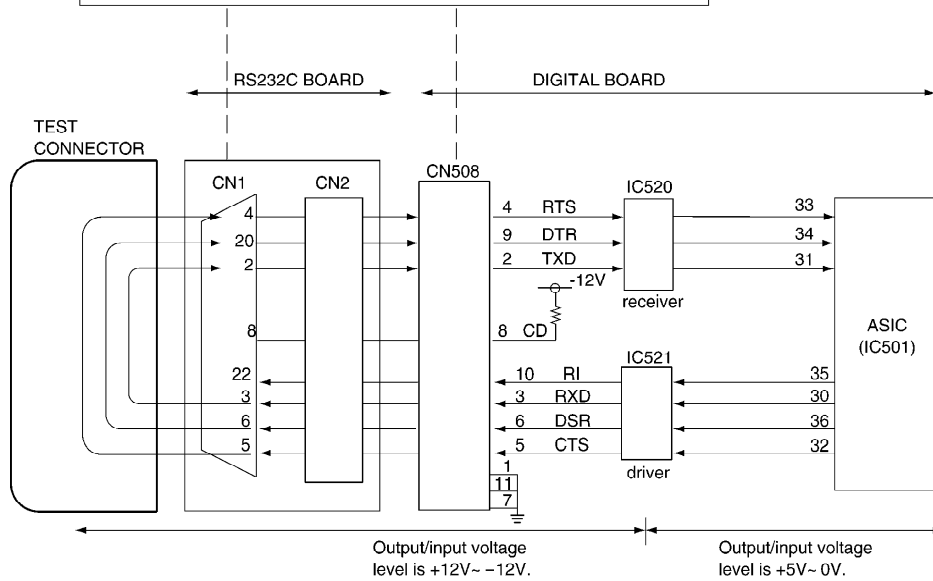 RS232C BOARD
DIGITAL BOARD
TEST
CONNECTOR
CN1
CN2
CN508
IC520
4
4 RTS
33
20
9 DTR
34
2
2 TXD
31
-12V
receiver
8
8 CD
ASIC
(IC501)
IC521
22
10 RI
35
3
3 RXD
30
6
6 DSR
36
5
5 CTS
32
driver
1
11
7
Output/input voltage
level is +12V~ −12V.
Output/input voltage
level is +5V~ 0V.